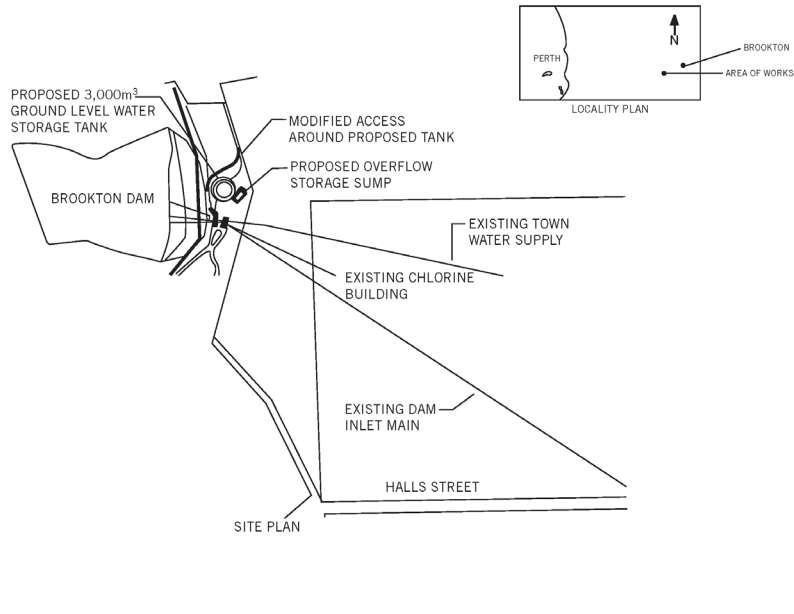 N
PERTH
BROOKTON
AREA OF WORKS
LOCALITY PLAN
PROPOSED 3,000m³
GROUND LEVEL WATER
STORAGE TANK
MODIFIED ACCESS
AROUND PROPOSED TANK
PROPOSED OVERFLOW
STORAGE SUMP
BROOKTON DAM
EXISTING TOWN
WATER SUPPLY
EXISTING CHLORINE
BUILDING
EXISTING DAM
INLET MAIN
HALLS STREET
SITE PLAN